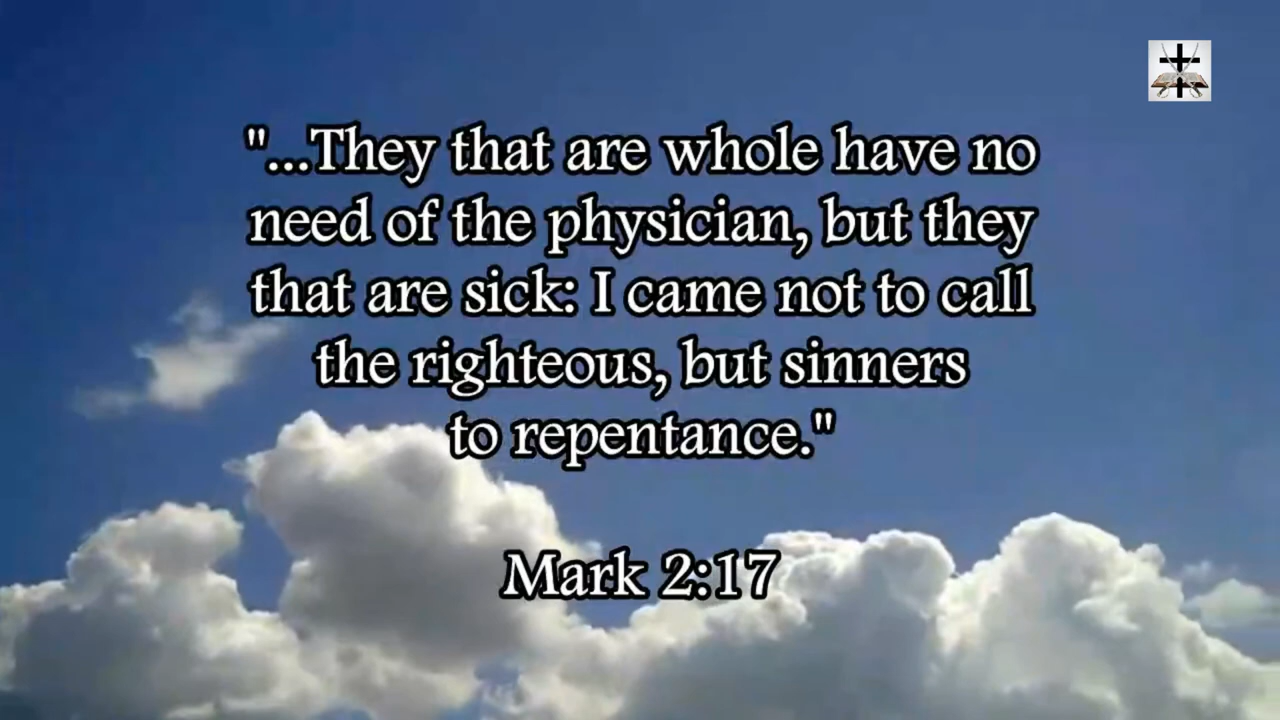 "...They that are whole have no
need of the physician, but they
that are sick: I came not to call
the righteous, but sinners
to repentance."
Mark 2:17